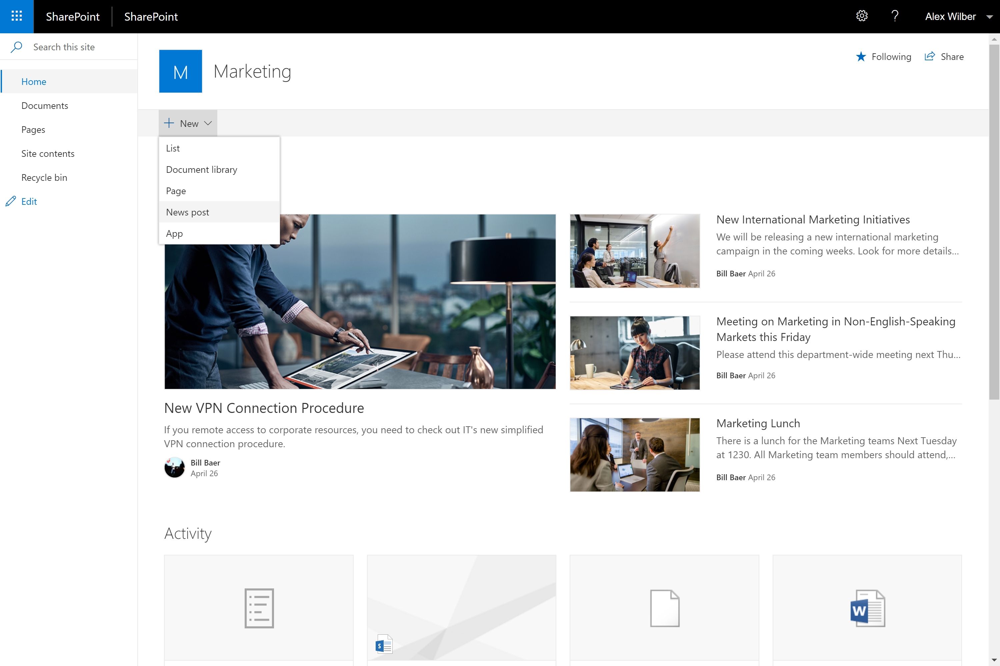 SharePoint
SharePoint
Alex Wilber
Search this site
Home
Documents
Pages
Site contents
Recycle bin
Edit
M
Marketing
Following
Share
New
List
Document library
Page
News post
App
New VPN Connection Procedure
If you remote access to corporate resources, you need to check out IT's new simplified
VPN connection procedure.
Bill Baer
April 26
New International Marketing Initiatives
We will be releasing a new international marketing
campaign in the coming weeks. Look for more details...
Bill Baer April 26
Meeting on Marketing in Non-English-Speaking
Markets this Friday
Please attend this department-wide meeting next Thu...
Bill Baer April 26
Marketing Lunch
There is a lunch for the Marketing teams Next Tuesday
at 1230. All Marketing team members should attend,...
Bill Baer April 26
Activity
S
W